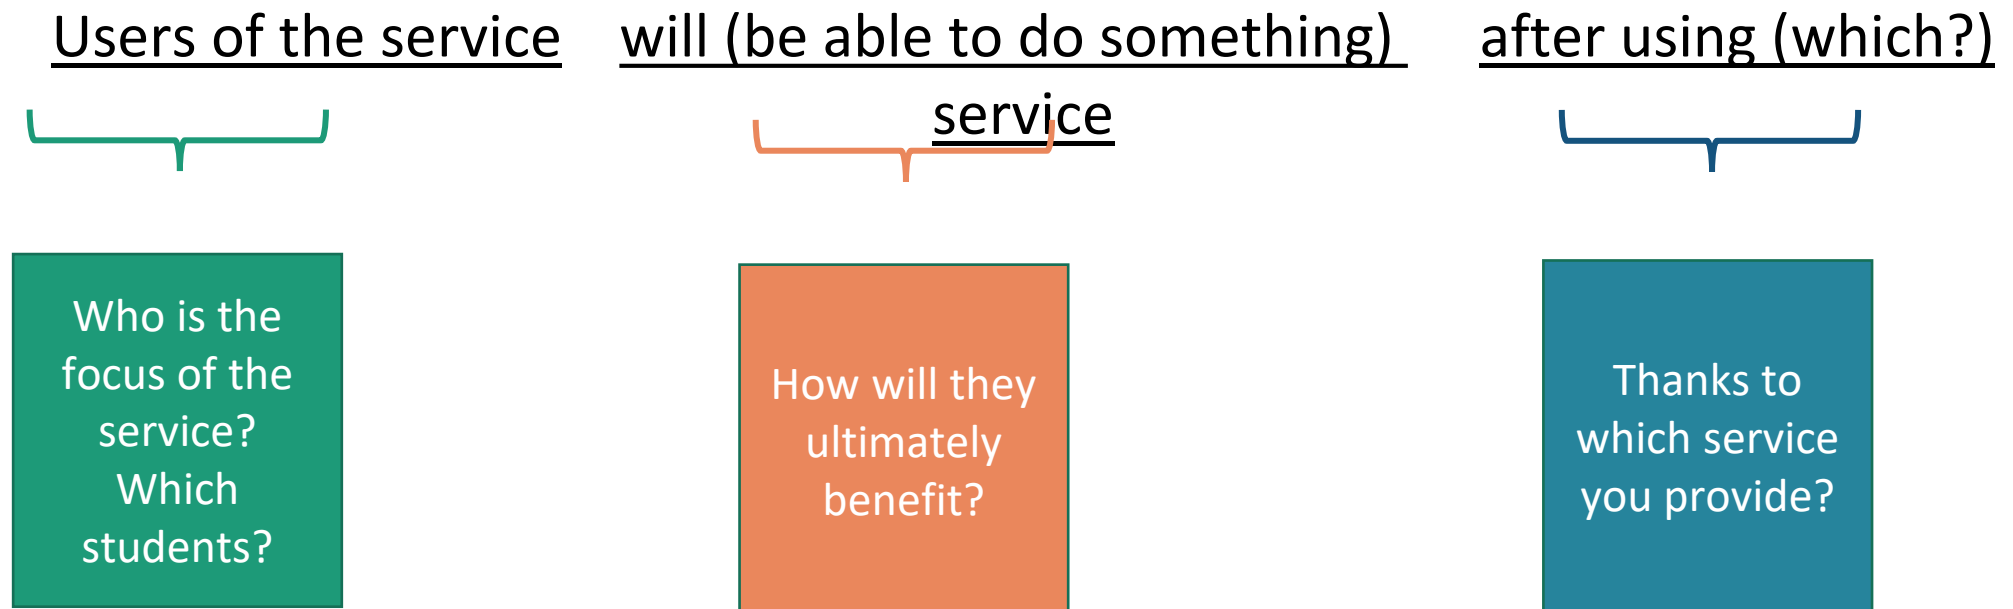 Users of the service will (be able to do something) after using (which?)
service
Who is the
focus of the
service?
Which
students?
How will they
ultimately
benefit?
Thanks to
which service
you provide?